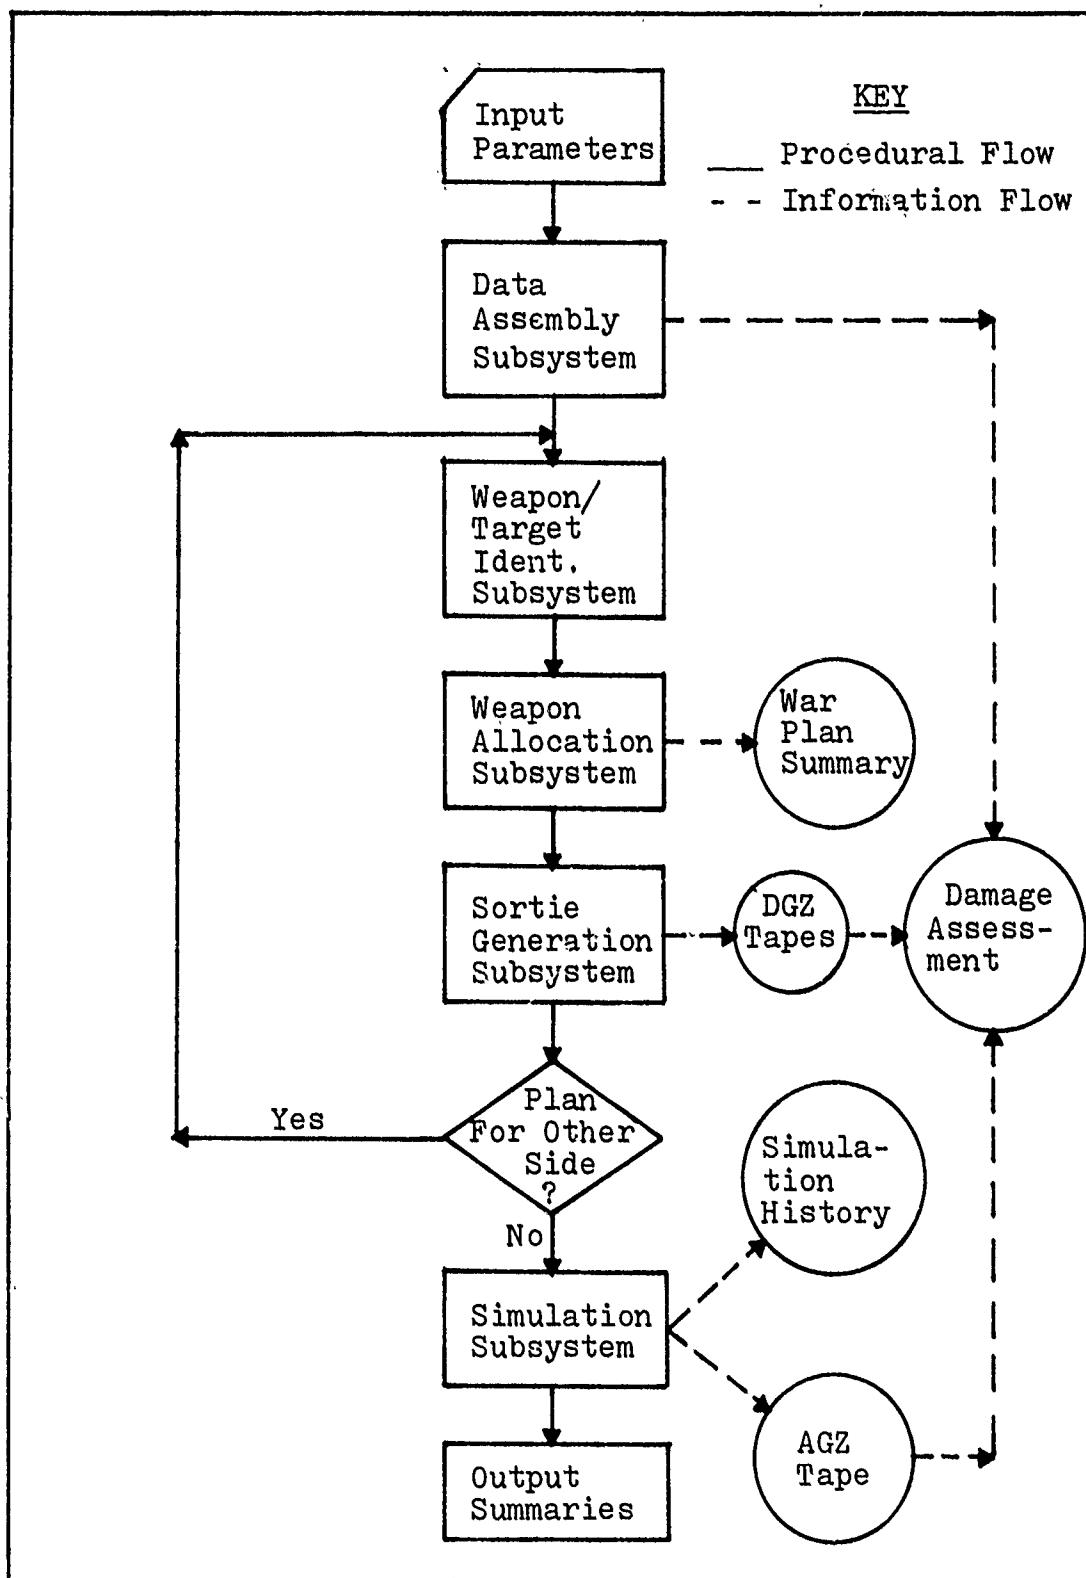 Input
Parameters
KEY
Procedural Flow
Information Flow
Data
Assembly
Subsystem
Weapon/
Target
Ident.
Subsystem
Weapon
Allocation
Subsystem
War
Plan
Summary
Sortie
Generation
Subsystem
DGZ
Tapes
Damage
Assess-
ment
Plan
For Other
Side
?
Yes
No
Simula-
tion
History
Simulation
Subsystem
AGZ
Tape
Output
Summaries